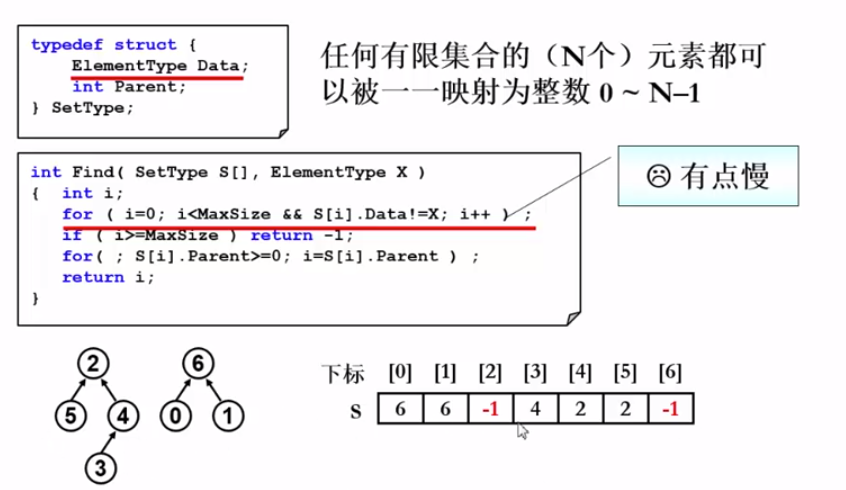 typedef struct {
ElementType Data;
int Parent;
} SetType;
任何有限集合的（N个）元素都可
以被一一映射为整数 0 ~ N–1
int Find( SetType S[], ElementType X )
{ int i;
for ( i=0; i<MaxSize && S[i].Data!=X; i++ ) ;
if ( i>=MaxSize ) return -1;
for( ; S[i].Parent>=0; i=S[i].Parent ) ;
return i;
}
☹ 有点慢
2 6
5 4 0 1
3
下标 [0] [1] [2] [3] [4] [5] [6]
S 6 6 -1 4 2 2 -1